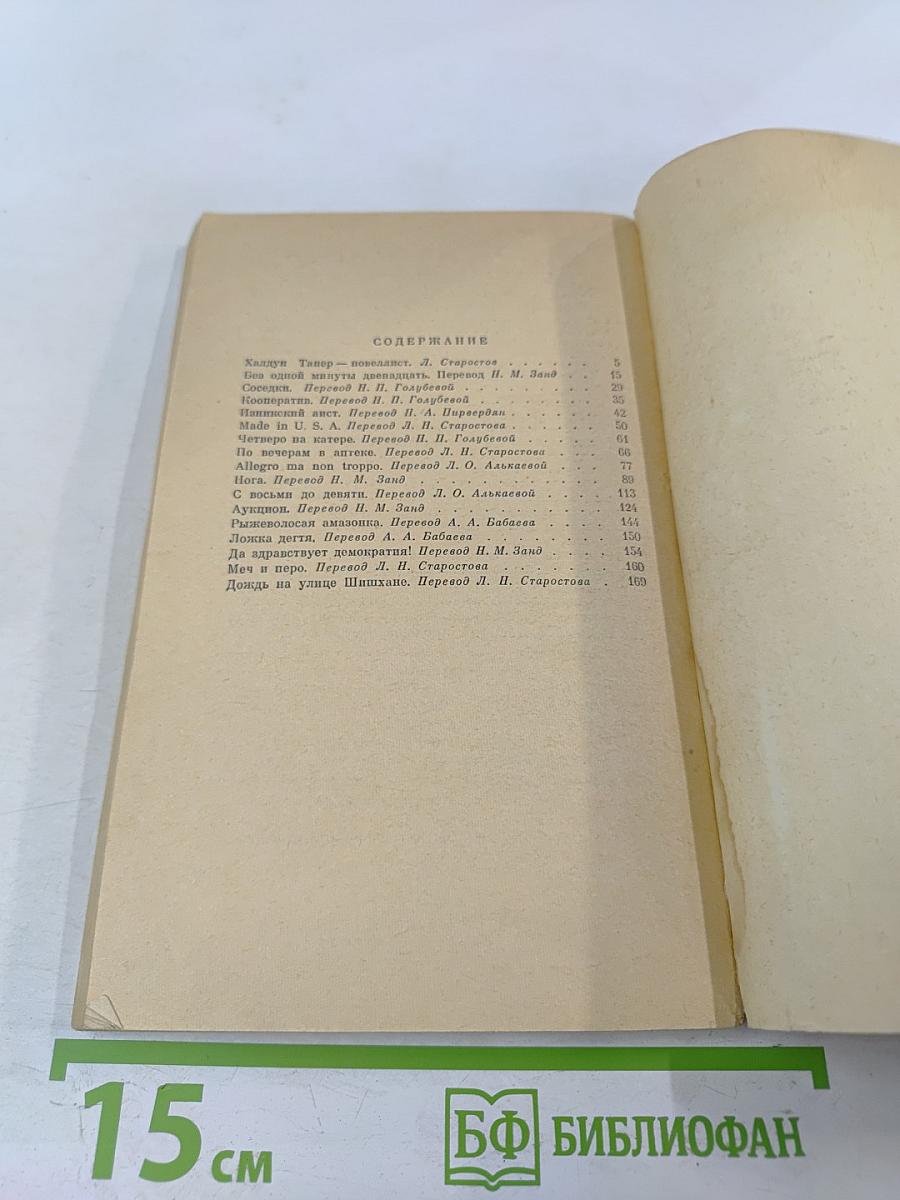 СОДЕРЖАНИЕ
Халдун Танер — новеллист. Л. Старостов . . . . . . 5
Без одной минуты двенадцать. Перевод Н. М. Занд . . 15
Соседки. Перевод Н. П. Голубевой . . . . . . . . . 29
Кооператив. Перевод Н. П. Голубевой . . . . . . . . 35
Изникский аист. Перевод Н. А. Пирвердян . . . . . . 42
Made in U. S. A. Перевод Л. Н. Старостова . . . . . . 50
Четверо на катере. Перевод Н. П. Голубевой . . . . . 61
По вечерам в аптеке. Перевод Л. Н. Старостова . . . 66
Allegro ma non troppo. Перевод Л. О. Алькаевой . . . 77
Нога. Перевод Н. М. Занд . . . . . . . . . . . 89
С восьми до девяти. Перевод Л. О. Алькаевой . . . . 113
Аукцион. Перевод Н. М. Занд . . . . . . . . . . 124
Рыжеволосая амазонка. Перевод А. А. Бабаева . . . . 144
Ложка дегтя. Перевод А. А. Бабаева . . . . . . . . 150
Да здравствует демократия! Перевод Н. М. Занд . . . . 154
Меч и перо. Перевод Л. Н. Старостова . . . . . . . 160
Дождь на улице Шишхане. Перевод Л. Н. Старостова . 169
15 см
БФ БИБЛИОФАН